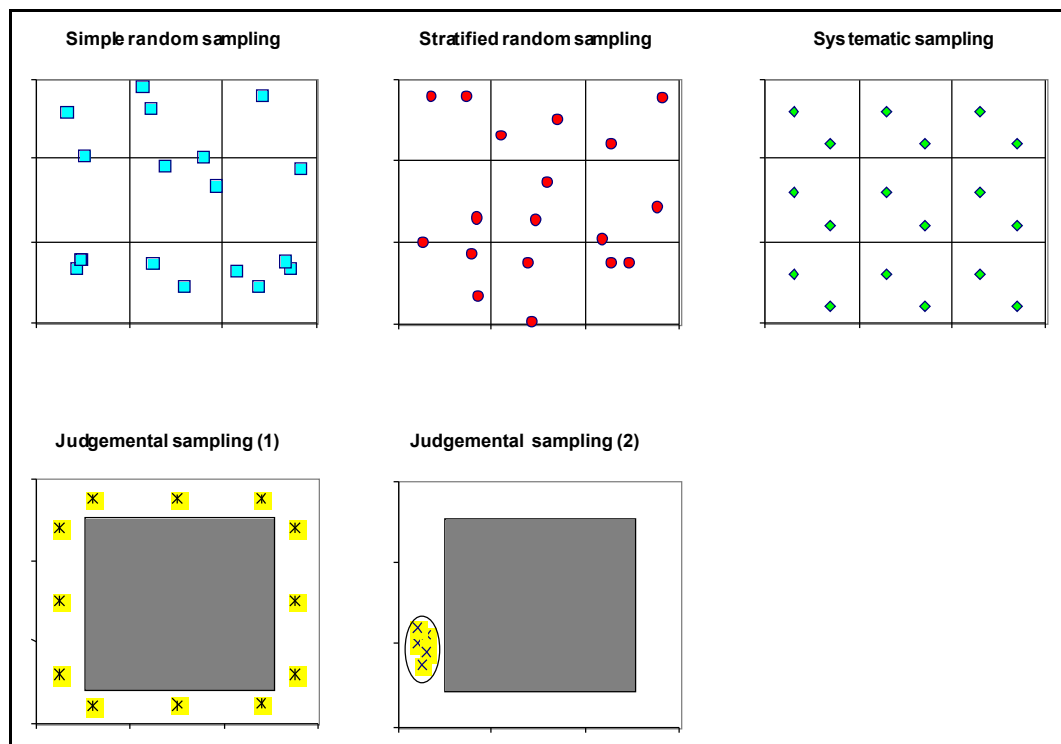 Simple random sampling
Stratified random sampling
Systematic sampling
Judgemental sampling (1)
Judgemental sampling (2)